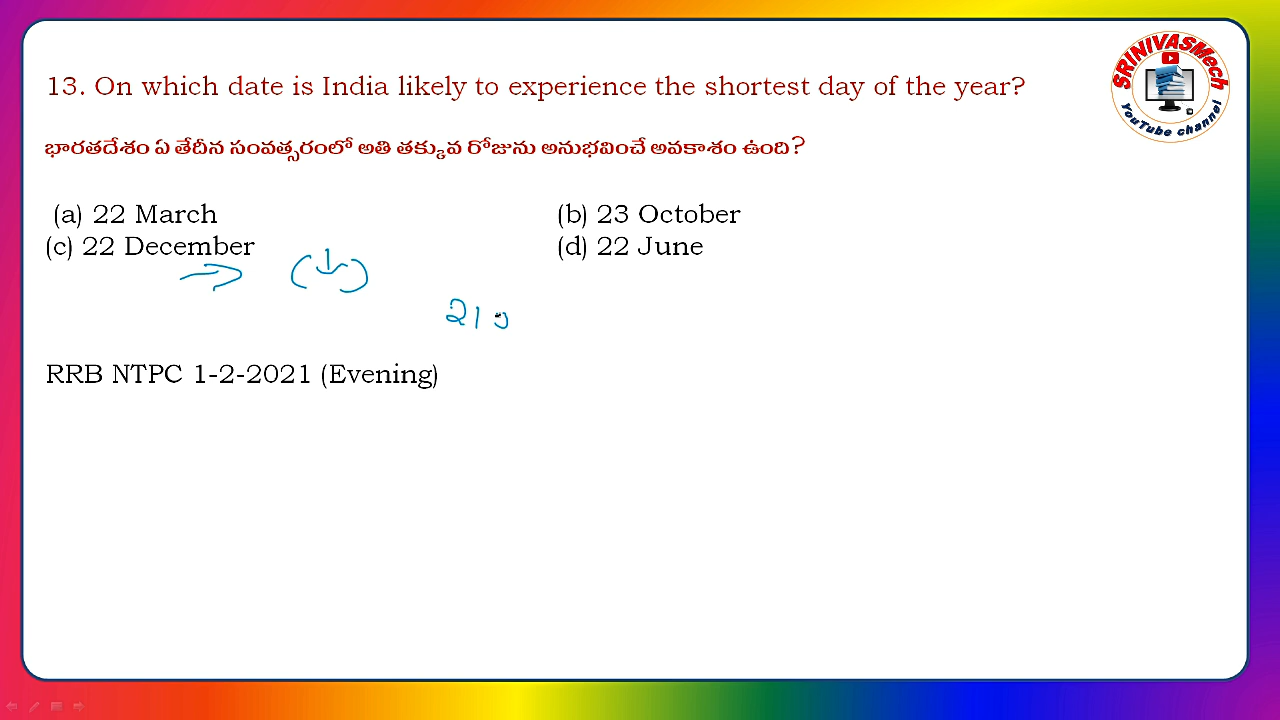 SRINIVASMech
YouTube channel
13. On which date is India likely to experience the shortest day of the year?
భారతదేశం ఏ తేదీన సంవత్సరంలో అతి తక్కువ రోజును అనుభవించే అవకాశం ఉంది?
(a) 22 March (b) 23 October
(c) 22 December (d) 22 June
21
RRB NTPC 1-2-2021 (Evening)